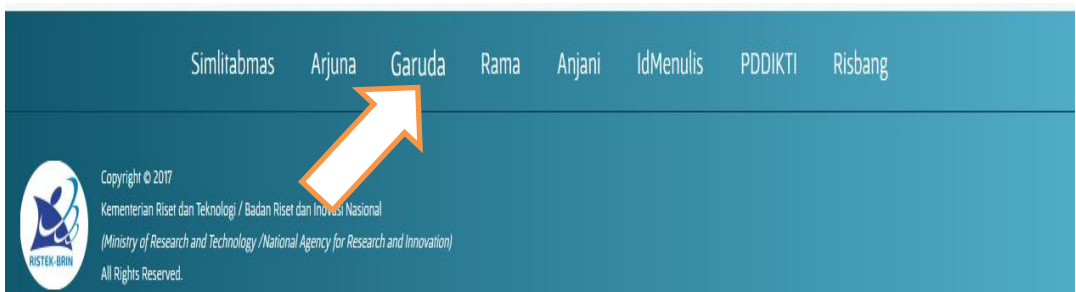 Simlitabmas Arjuna Garuda Rama Anjani IdMenulis PDDIKTI Risbang
Copyright © 2017
Kementerian Riset dan Teknologi / Badan Riset dan Inovasi Nasional
(Ministry of Research and Technology /National Agency for Research and Innovation)
All Rights Reserved.
RISTEK-BRIN